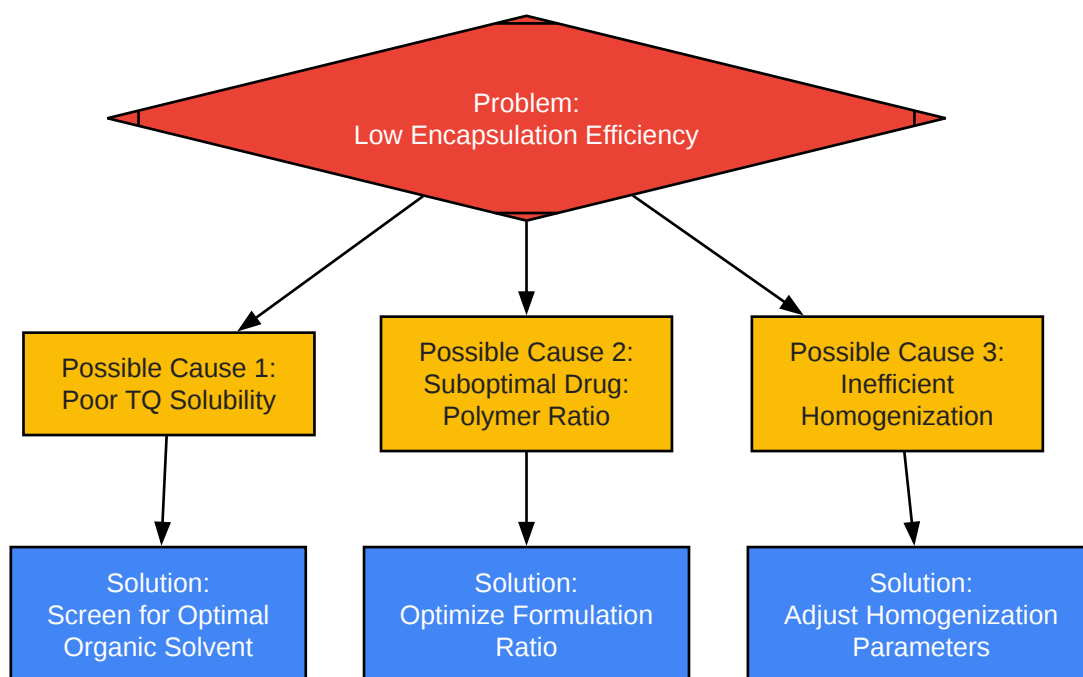 Problem:
Low Encapsulation Efficiency
Possible Cause 1:
Poor TQ Solubility
Possible Cause 2:
Suboptimal Drug:
Polymer Ratio
Possible Cause 3:
Inefficient
Homogenization
Solution:
Screen for Optimal
Organic Solvent
Solution:
Optimize Formulation
Ratio
Solution:
Adjust Homogenization
Parameters